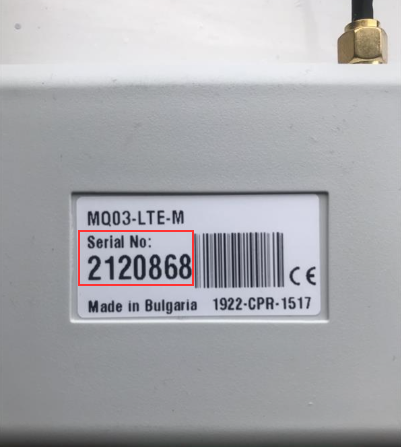 MQ03-LTE-M
Serial No:
2120868
CE
Made in Bulgaria 1922-CPR-1517